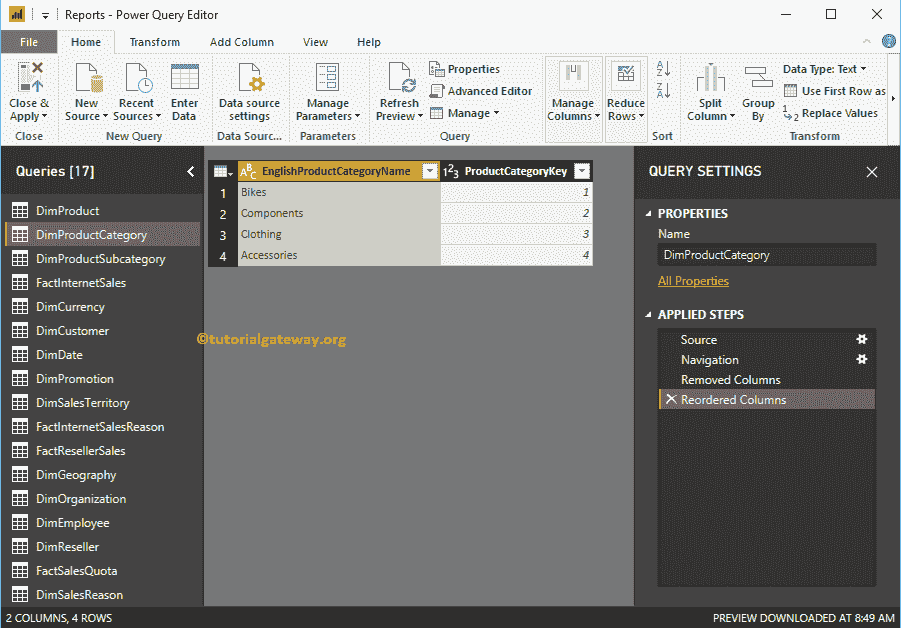 Reports - Power Query Editor
File Home Transform Add Column View Help
Close & Apply
New Source
Recent Sources
Enter Data
Data source settings
Manage Parameters
Refresh Preview
Properties
Advanced Editor
Manage
Manage Columns
Reduce Rows
A Z
Z A
Split Column
Group By
Data Type: Text
Use First Row as
1 2 Replace Values
Close
New Query
Data Sourc...
Parameters
Query
Sort
Transform
Queries [17]
DimProduct
DimProductCategory
DimProductSubcategory
FactInternetSales
DimCurrency
DimCustomer
DimDate
DimPromotion
DimSalesTerritory
FactInternetSalesReason
FactResellerSales
DimGeography
DimOrganization
DimEmployee
DimReseller
FactSalesQuota
DimSalesReason
ABC EnglishProductCategoryName 123 ProductCategoryKey
1 Bikes 1
2 Components 2
3 Clothing 3
4 Accessories 4
©tutorialgateway.org
QUERY SETTINGS
PROPERTIES
Name
DimProductCategory
All Properties
APPLIED STEPS
Source
Navigation
Removed Columns
Reordered Columns
2 COLUMNS, 4 ROWS
PREVIEW DOWNLOADED AT 8:49 AM